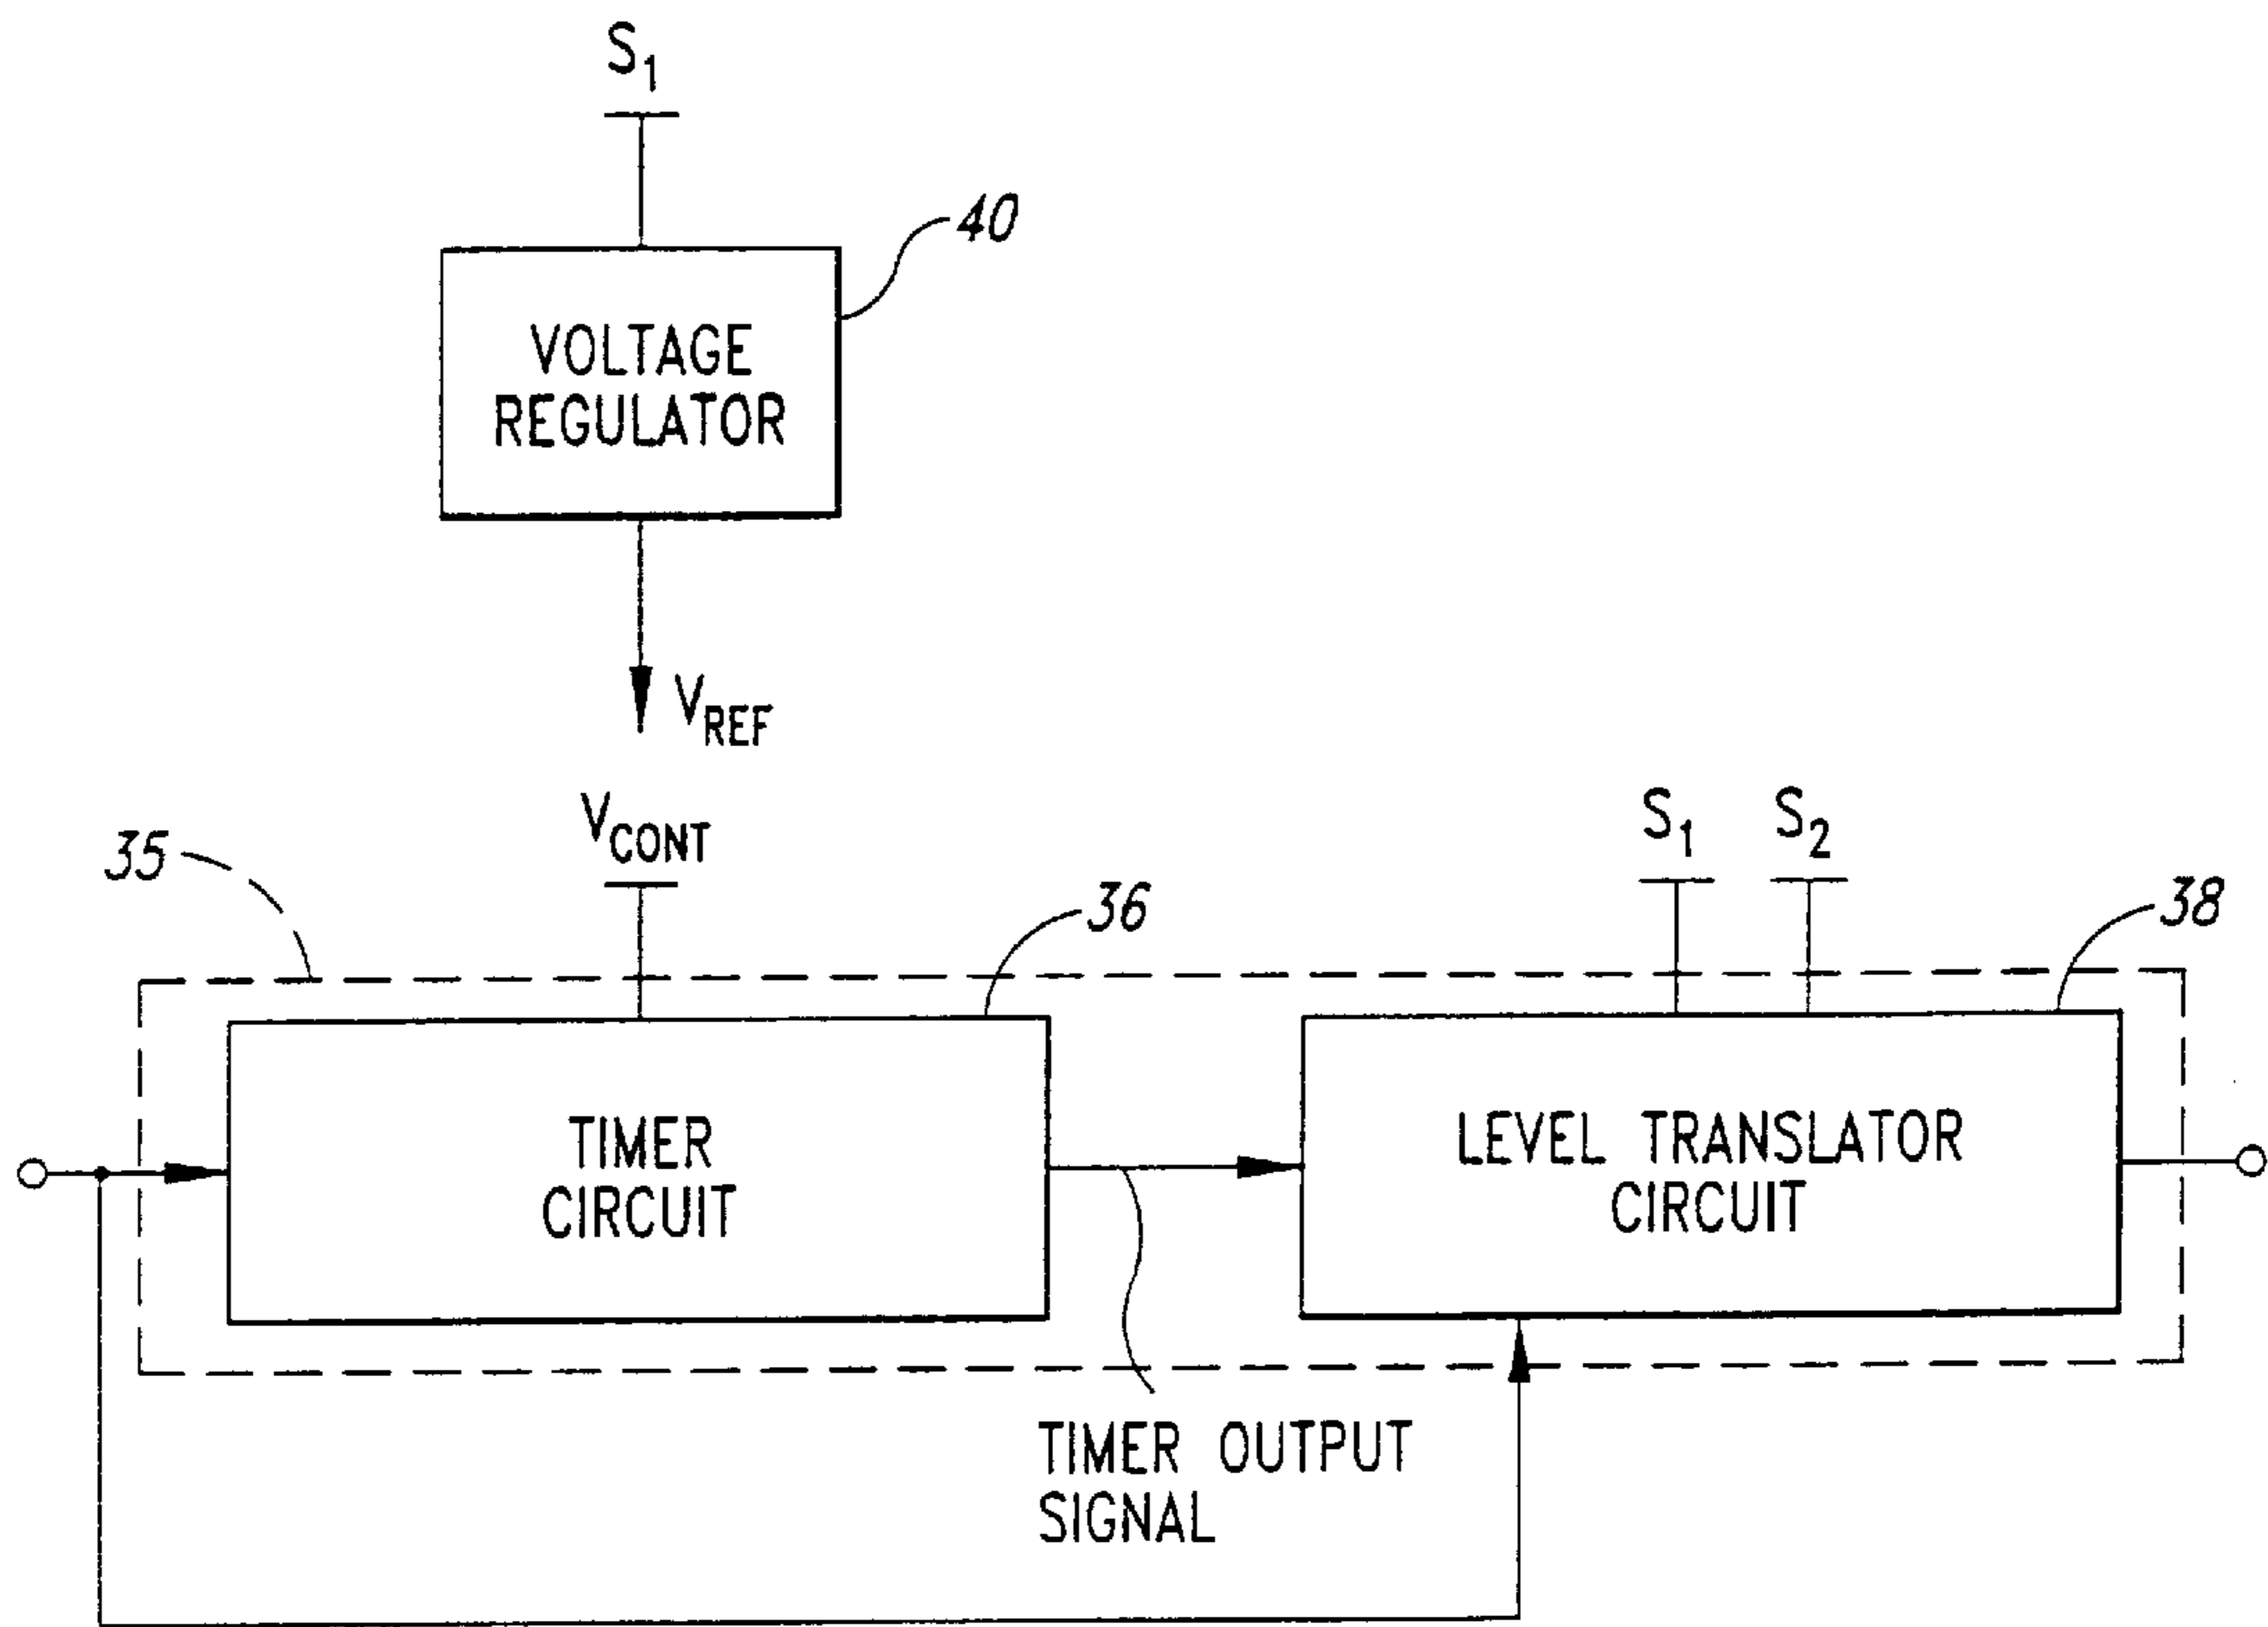 S1
40
VOLTAGE
REGULATOR
VREF
VCONT
S1
S2
35
36
38
TIMER
CIRCUIT
LEVEL TRANSLATOR
CIRCUIT
TIMER OUTPUT
SIGNAL